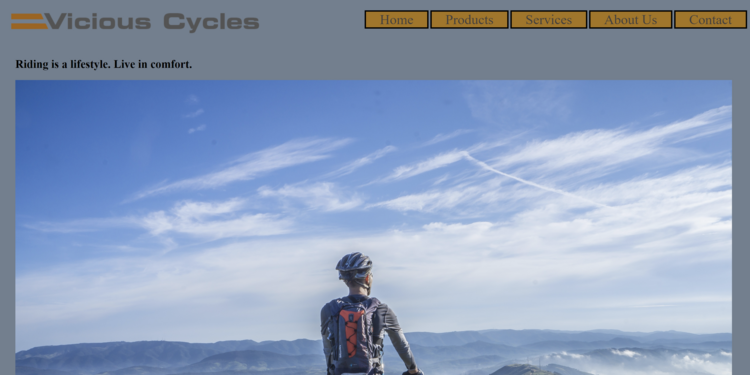 Vicious Cycles
Home
Products
Services
About Us
Contact
Riding is a lifestyle. Live in comfort.